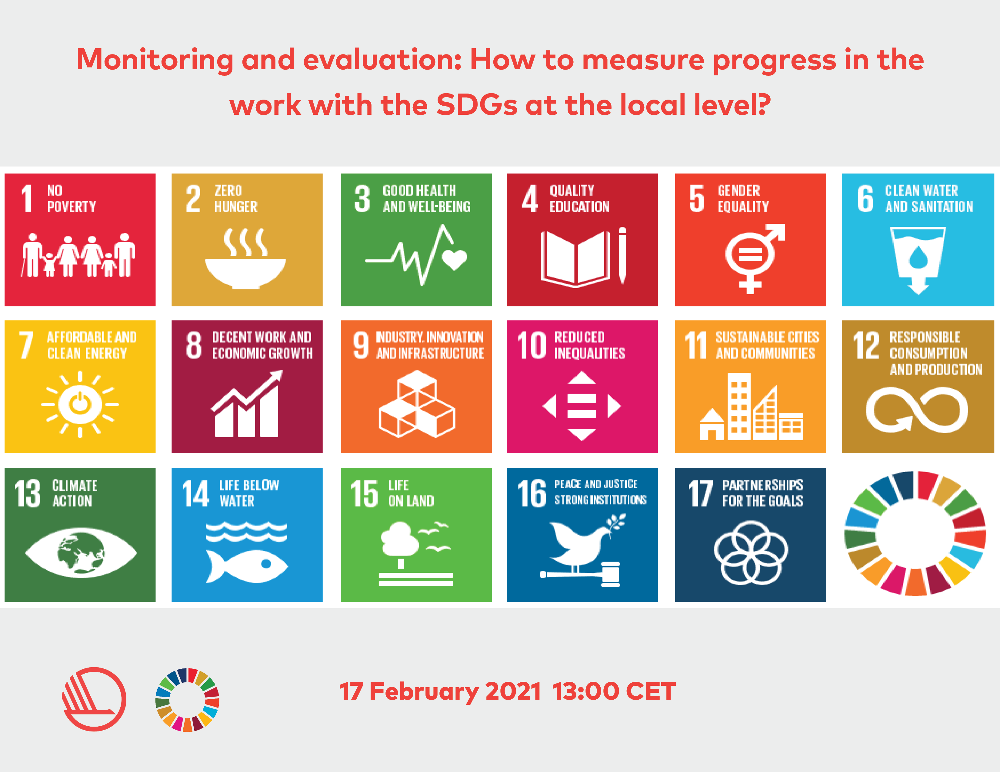 Monitoring and evaluation: How to measure progress in the
work with the SDGs at the local level?
1 NO
POVERTY
2 ZERO
HUNGER
3 GOOD HEALTH
AND WELL-BEING
4 QUALITY
EDUCATION
5 GENDER
EQUALITY
6 CLEAN WATER
AND SANITATION
7 AFFORDABLE AND
CLEAN ENERGY
8 DECENT WORK AND
ECONOMIC GROWTH
9 INDUSTRY, INNOVATION
AND INFRASTRUCTURE
10 REDUCED
INEQUALITIES
11 SUSTAINABLE CITIES
AND COMMUNITIES
12 RESPONSIBLE
CONSUMPTION
AND PRODUCTION
13 CLIMATE
ACTION
14 LIFE BELOW
WATER
15 LIFE
ON LAND
16 PEACE AND JUSTICE
STRONG INSTITUTIONS
17 PARTNERSHIPS
FOR THE GOALS
17 February 2021 13:00 CET